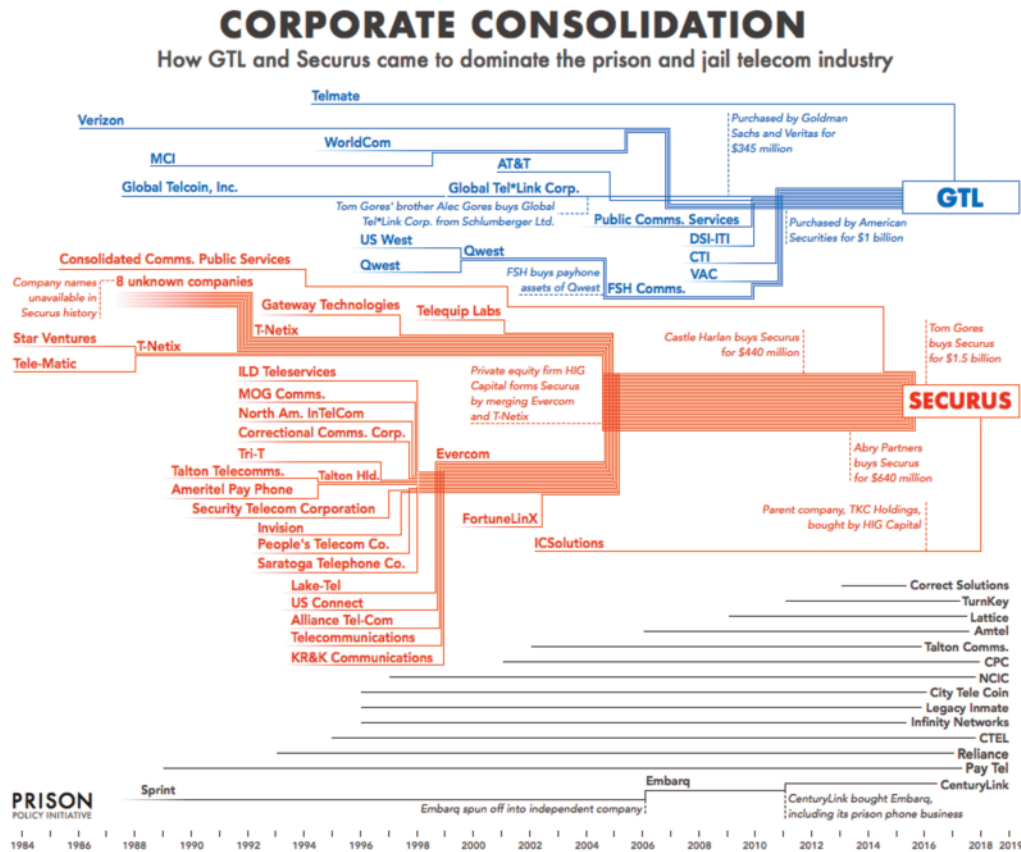 CORPORATE CONSOLIDATION
How GTL and Securus came to dominate the prison and jail telecom industry
Telmate
Verizon
WorldCom
MCI
AT&T
Purchased by Goldman
Sachs and Veritas for
$345 million
Global Telcoin, Inc.
Global Tel*Link Corp.
GTL
Tom Gores' brother Alec Gores buys Global
Tel*Link Corp. from Schlumberger Ltd.
Public Comms. Services
Purchased by American
Securities for $1 billion
US West
DSI-ITI
Qwest
CTI
Qwest
VAC
FSH buys payhone
assets of Qwest
FSH Comms.
Consolidated Comms. Public Services
Company names
unavailable in
Securus history
8 unknown companies
Gateway Technologies
Telequip Labs
T-Netix
Star Ventures
T-Netix
Tele-Matic
Castle Harlan buys Securus
for $440 million
Tom Gores
buys Securus
for $1.5 billion
ILD Teleservices
Private equity firm HIG
Capital forms Securus
by merging Evercom
and T-Netix
MOG Comms.
SECURUS
North Am. InTelCom
Correctional Comms. Corp.
Tri-T
Evercom
Abry Partners
buys Securus
for $640 million
Talton Telecomms.
Talton Hld.
Ameritel Pay Phone
Security Telecom Corporation
FortuneLinX
Parent company, TKC Holdings,
bought by HIG Capital
Invision
People's Telecom Co.
ICSolutions
Saratoga Telephone Co.
Lake-Tel
US Connect
Alliance Tel-Com
Telecommunications
KR&K Communications
Correct Solutions
TurnKey
Lattice
Amtel
Talton Comms.
CPC
NCIC
City Tele Coin
Legacy Inmate
Infinity Networks
CTEL
Reliance
Pay Tel
Sprint
Embarq
CenturyLink
Embarq spun off into independent company
CenturyLink bought Embarq,
including its prison phone business
PRISON
POLICY INITIATIVE
1984 1986 1988 1990 1992 1994 1996 1998 2000 2002 2004 2005 2007 2009 2011 2013 2015 2016 2018 2019